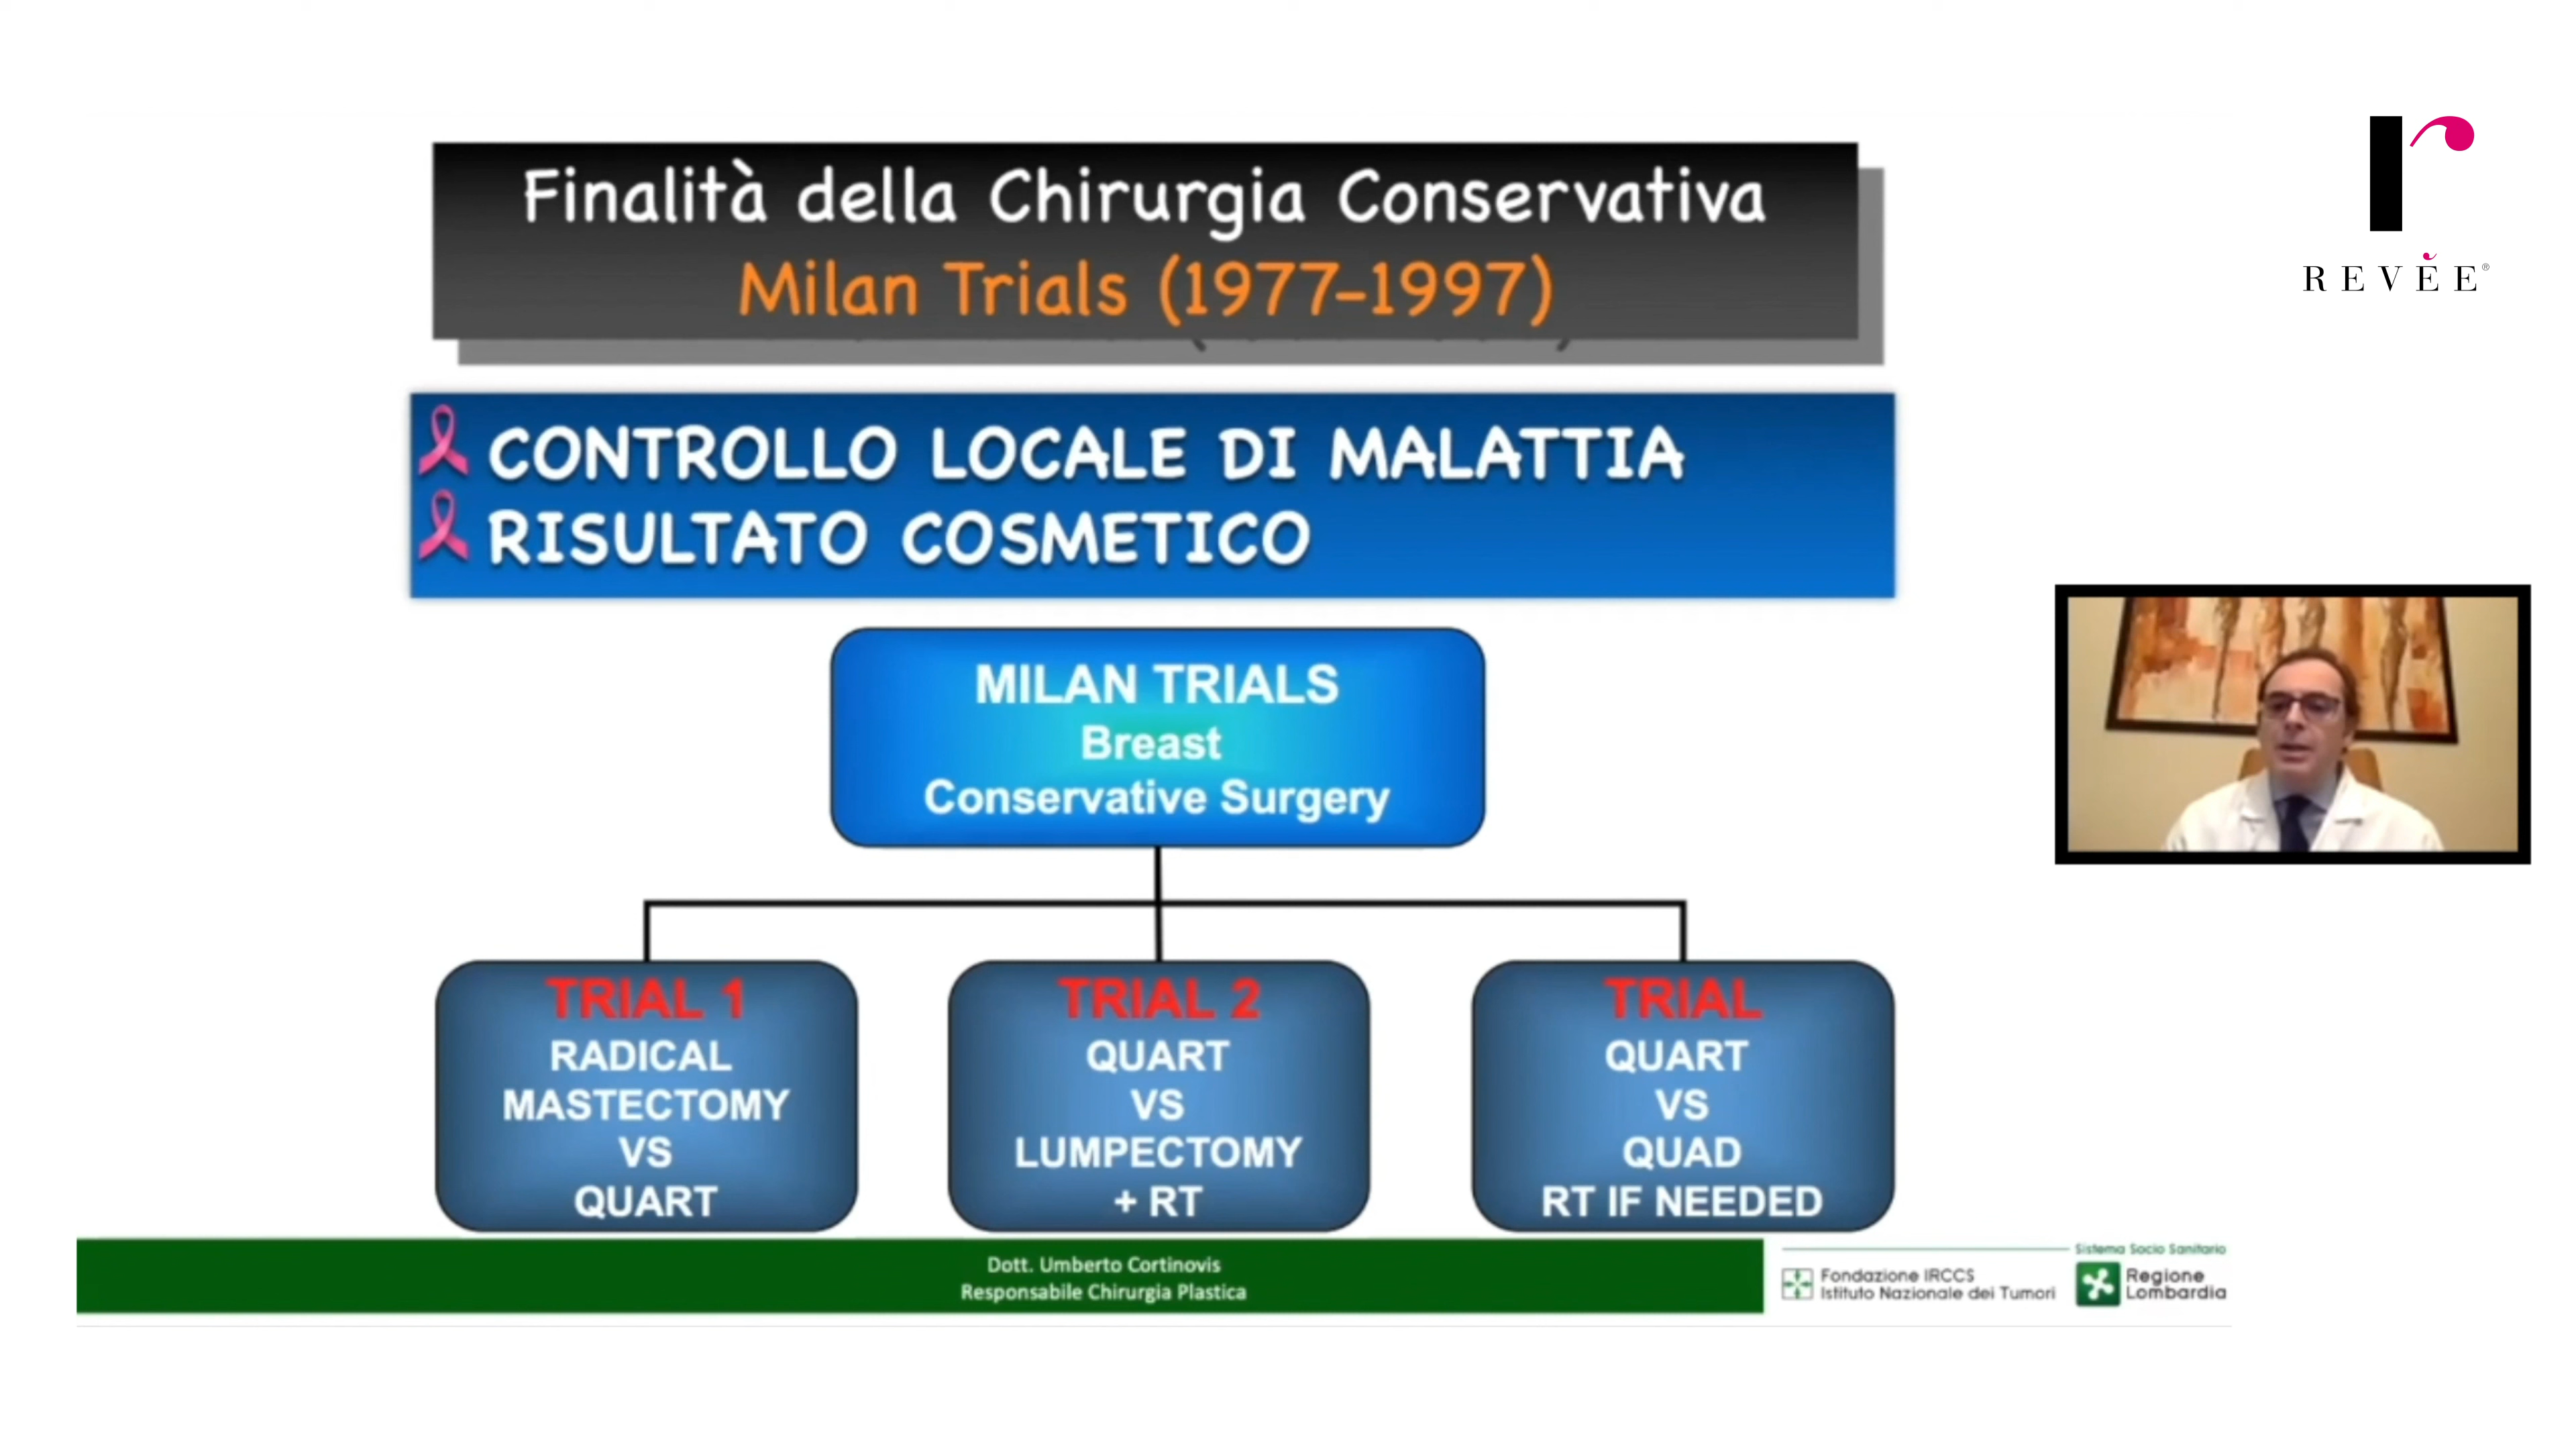 Finalità della Chirurgia Conservativa
Milan Trials (1977-1997)
REVÈE®
CONTROLLO LOCALE DI MALATTIA
RISULTATO COSMETICO
MILAN TRIALS
Breast
Conservative Surgery
TRIAL 1
RADICAL
MASTECTOMY
VS
QUART
TRIAL 2
QUART
VS
LUMPECTOMY
+ RT
TRIAL
QUART
VS
QUAD
RT IF NEEDED
Dott. Umberto Cortinovis
Responsabile Chirurgia Plastica
Fondazione IRCCS
Istituto Nazionale dei Tumori
Sistema Socio Sanitario
Regione
Lombardia